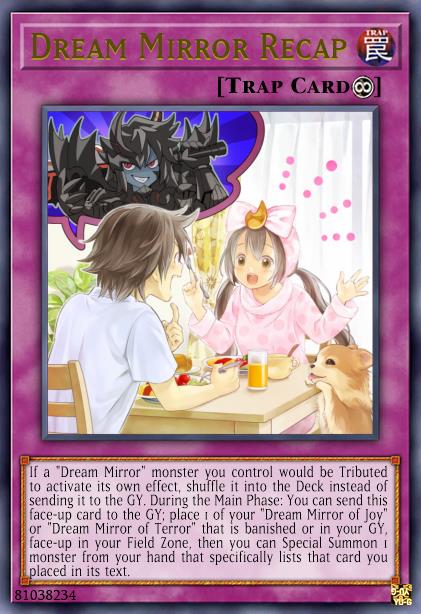 DREAM MIRROR RECAP
TRAP
罠
[TRAP CARD]
If a "Dream Mirror" monster you control would be Tributed
to activate its own effect, shuffle it into the Deck instead of
sending it to the GY. During the Main Phase: You can send this
face-up card to the GY; place 1 of your "Dream Mirror of Joy"
or "Dream Mirror of Terror" that is banished or in your GY,
face-up in your Field Zone, then you can Special Summon 1
monster from your hand that specifically lists that card you
placed in its text.
81038234